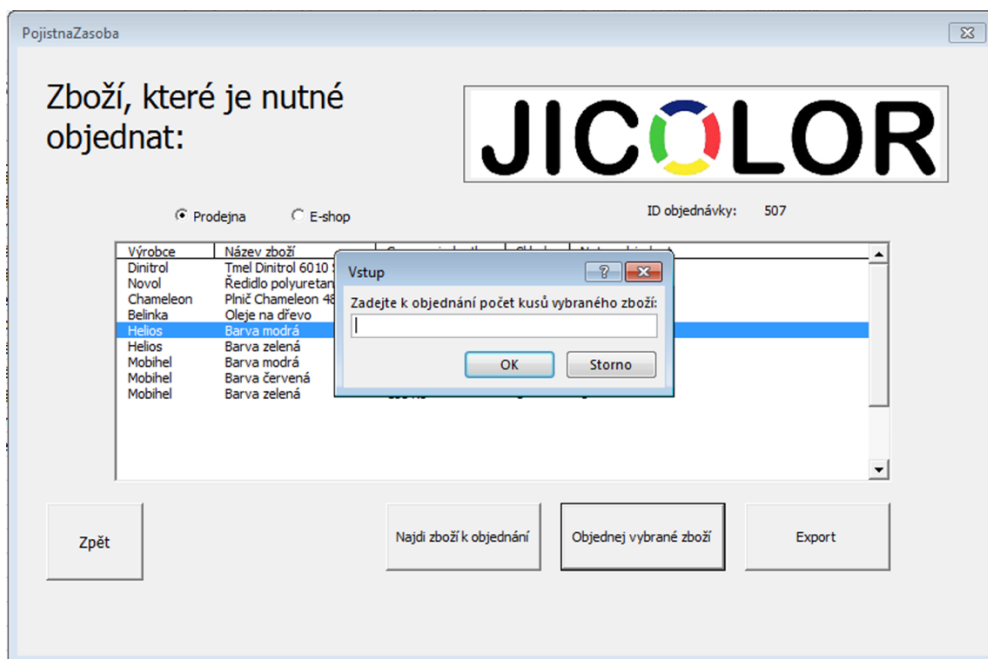 PojistnaZasoba
Zboží, které je nutné
objednat:
JICOLOR
Prodejna E-shop
ID objednávky: 507
Výrobce Název zboží
Dinitrol Tmel Dinitrol 6010
Novol Ředidlo polyuretan
Chameleon Plnič Chameleon 48
Belinka Oleje na dřevo
Helios Barva modrá
Helios Barva zelená
Mobihel Barva modrá
Mobihel Barva červená
Mobihel Barva zelená
Vstup
Zadejte k objednání počet kusů vybraného zboží:
OK Storno
Zpět
Najdi zboží k objednání
Objednej vybrané zboží
Export